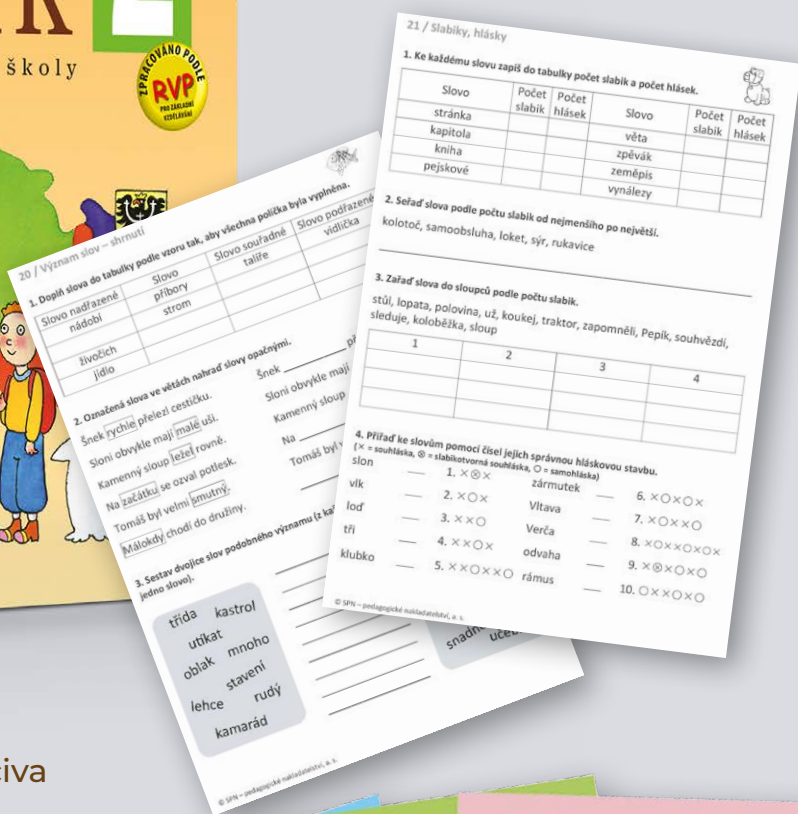 školy
ZPRACOVÁNO PODLE
RVP
PRO ZÁKLADNÍ
VZDĚLÁVÁNÍ
20 / Význam slov – shrnutí
1. Doplň slova do tabulky podle vzoru tak, aby všechna políčka byla vyplněna.
Slovo nadřazené Slovo Slovo souřadné Slovo podřazené
nádobí příbory talíře vidlička
strom
živočich
jídlo
2. Označená slova ve větách nahraď slovy opačnými.
Šnek rychle přelezl cestičku. Šnek
Sloni obvykle mají malé uši. Sloni obvykle mají
Kamenný sloup ležel rovně. Kamenný sloup
Na začátku se ozval potlesk. Na
Tomáš byl velmi smutný. Tomáš byl
Málokdy chodí do družiny.
3. Sestav dvojice slov podobného významu (z
jedno slovo).
třída kastrol
utíkat
oblak mnoho
stavení
lehce rudý
kamarád
© SPN – pedagogické nakladatelství, a. s.
21 / Slabiky, hlásky
1. Ke každému slovu zapiš do tabulky počet slabik a počet hlásek.
Slovo Počet slabik Počet hlásek Slovo Počet slabik Počet hlásek
stránka věta
kapitola zpěvák
kniha zeměpis
pejskové vynálezy
2. Seřaď slova podle počtu slabik od nejmenšího po největší.
kolotoč, samoobsluha, loket, sýr, rukavice
3. Zařaď slova do sloupců podle počtu slabik.
stůl, lopata, polovina, už, koukej, traktor, zapomněli, Pepík, souhvězdí,
sleduje, koloběžka, sloup
1 2 3 4
4. Přiřaď ke slovům pomocí čísel jejich správnou hláskovou stavbu.
(× = souhláska, ⊗ = slabikotvorná souhláska, ○ = samohláska)
slon 1. ×⊗× zármutek 6. ×○×○×
vlk 2. ×○× Vltava 7. ×○××○
loď 3. ××○ Verča 8. ×○××○×○×
tři 4. ××○× odvaha 9. ×⊗×○×○
klubko 5. ××○××○ rámus 10. ○××○×○
© SPN – pedagogické nakladatelství, a. s.